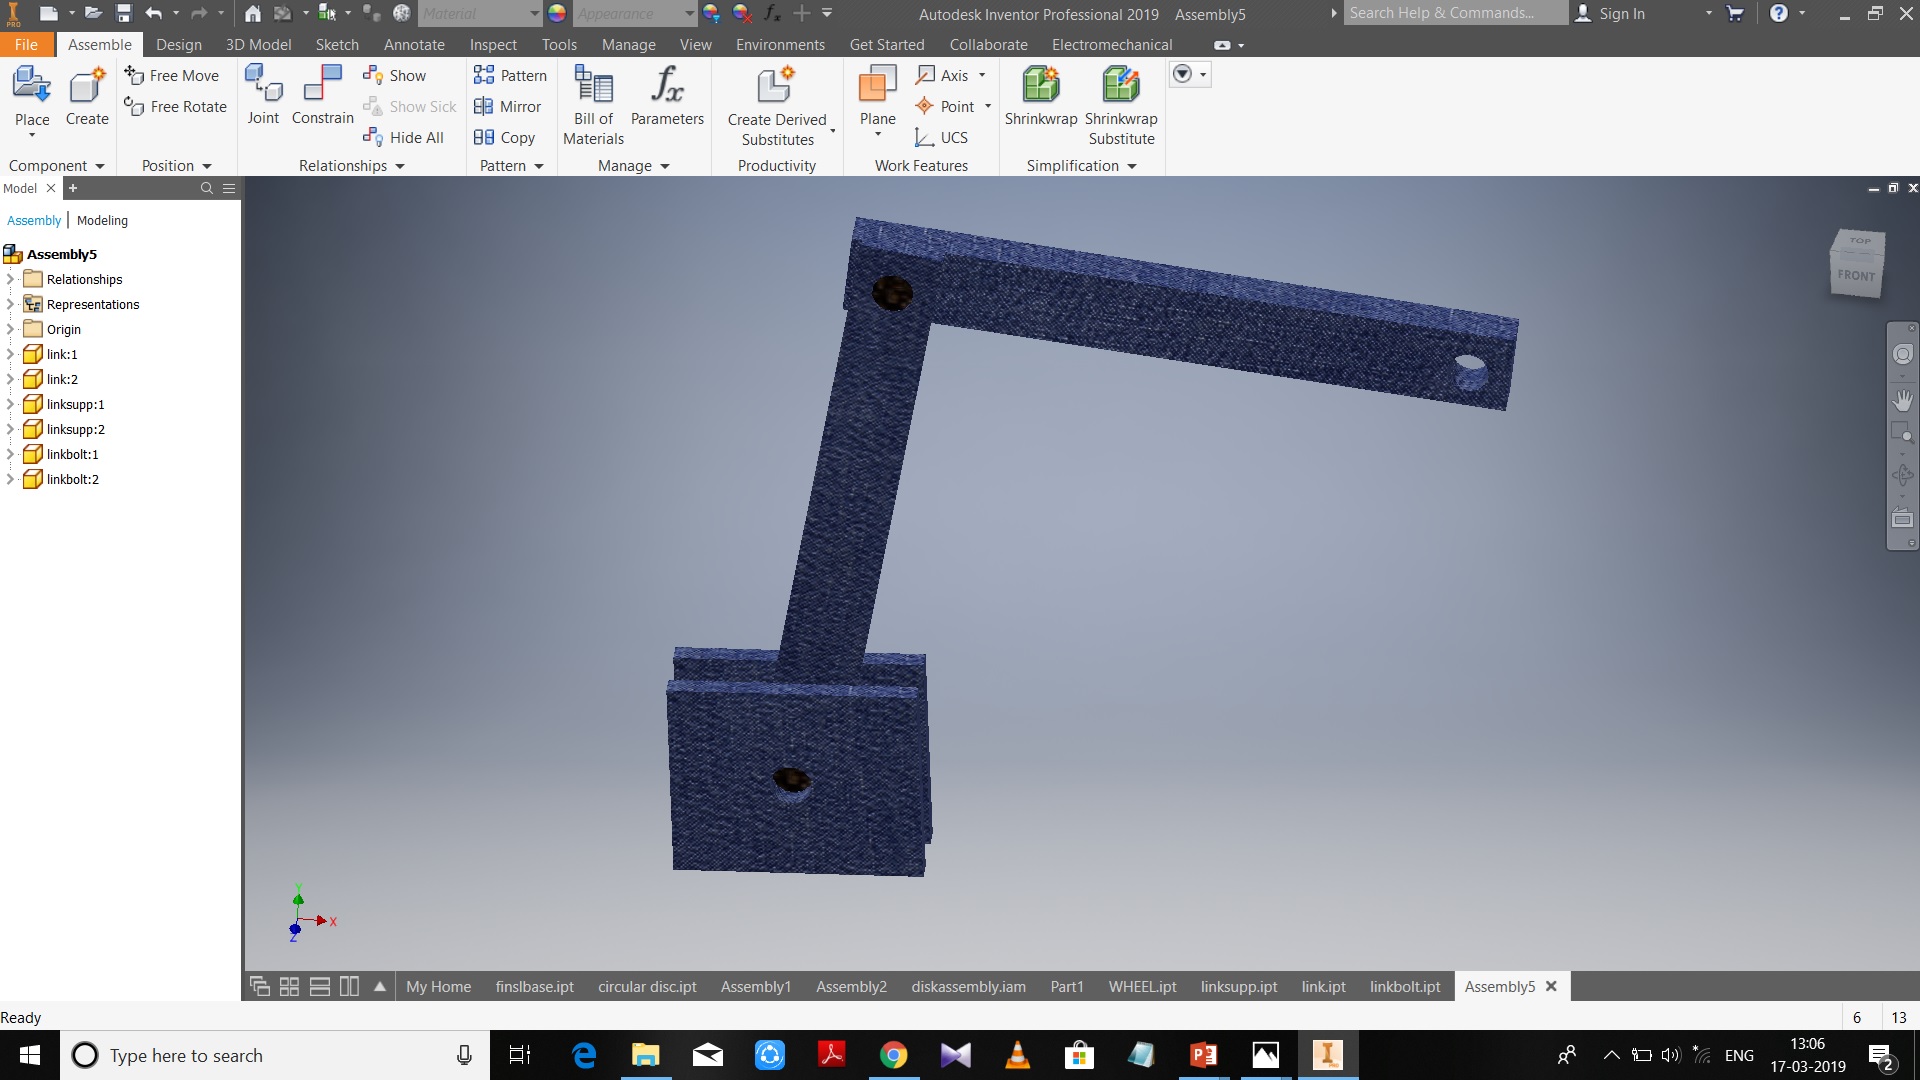 PRO
Material
Appearance
Autodesk Inventor Professional 2019 Assembly5
Search Help & Commands...
Sign In
File Assemble Design 3D Model Sketch Annotate Inspect Tools Manage View Environments Get Started Collaborate Electromechanical
Place
Create
Component
Free Move
Free Rotate
Position
Joint
Constrain
Show
Show Sick
Hide All
Relationships
Pattern
Mirror
Copy
Pattern
Bill of
Materials
Parameters
Manage
Create Derived
Substitutes
Productivity
Plane
Axis
Point
UCS
Work Features
Shrinkwrap
Shrinkwrap
Substitute
Simplification
Model
Assembly | Modeling
Assembly5
Relationships
Representations
Origin
link:1
link:2
linksupp:1
linksupp:2
linkbolt:1
linkbolt:2
TOP
FRONT
Y
X
Z
My Home finslbase.ipt circular disc.ipt Assembly1 Assembly2 diskassembly.iam Part1 WHEEL.ipt linksupp.ipt link.ipt linkbolt.ipt Assembly5
Ready
6 13
Type here to search
ENG
13:06
17-03-2019
2